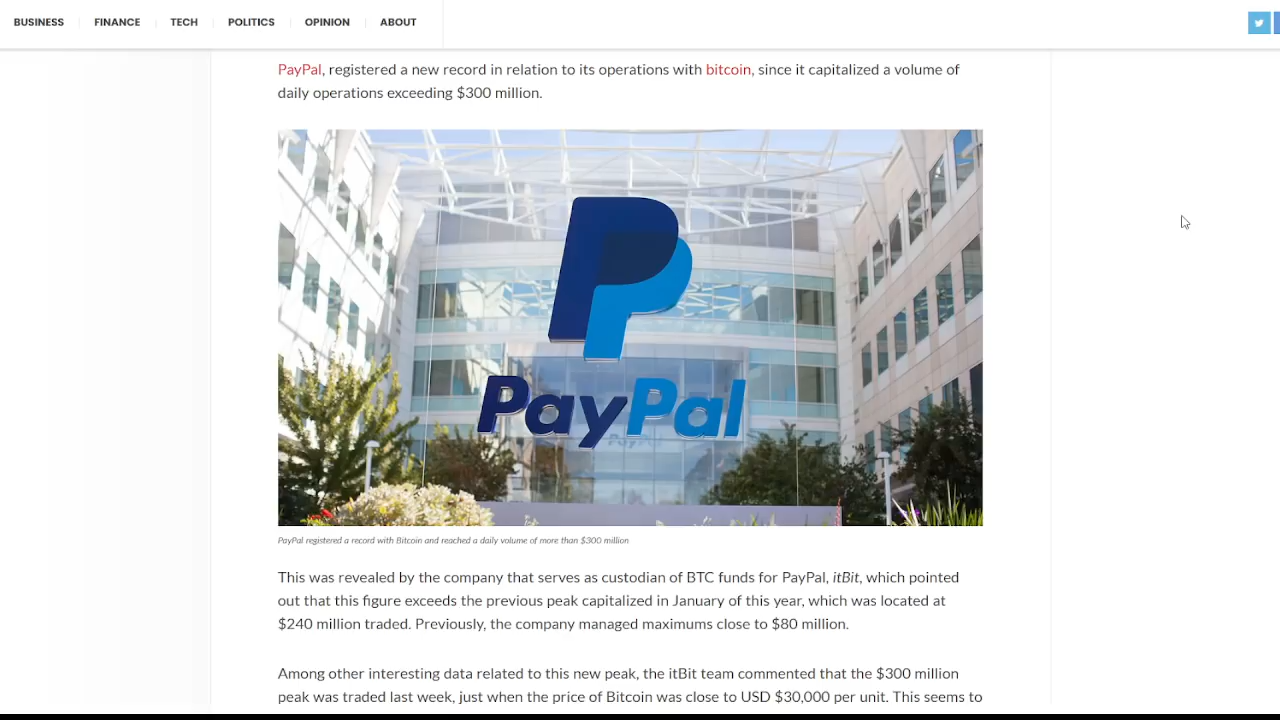 BUSINESS FINANCE TECH POLITICS OPINION ABOUT
PayPal, registered a new record in relation to its operations with bitcoin, since it capitalized a volume of
daily operations exceeding $300 million.
PayPal
PayPal registered a record with Bitcoin and reached a daily volume of more than $300 million
This was revealed by the company that serves as custodian of BTC funds for PayPal, itBit, which pointed
out that this figure exceeds the previous peak capitalized in January of this year, which was located at
$240 million traded. Previously, the company managed maximums close to $80 million.
Among other interesting data related to this new peak, the itBit team commented that the $300 million
peak was traded last week, just when the price of Bitcoin was close to USD $30,000 per unit. This seems to